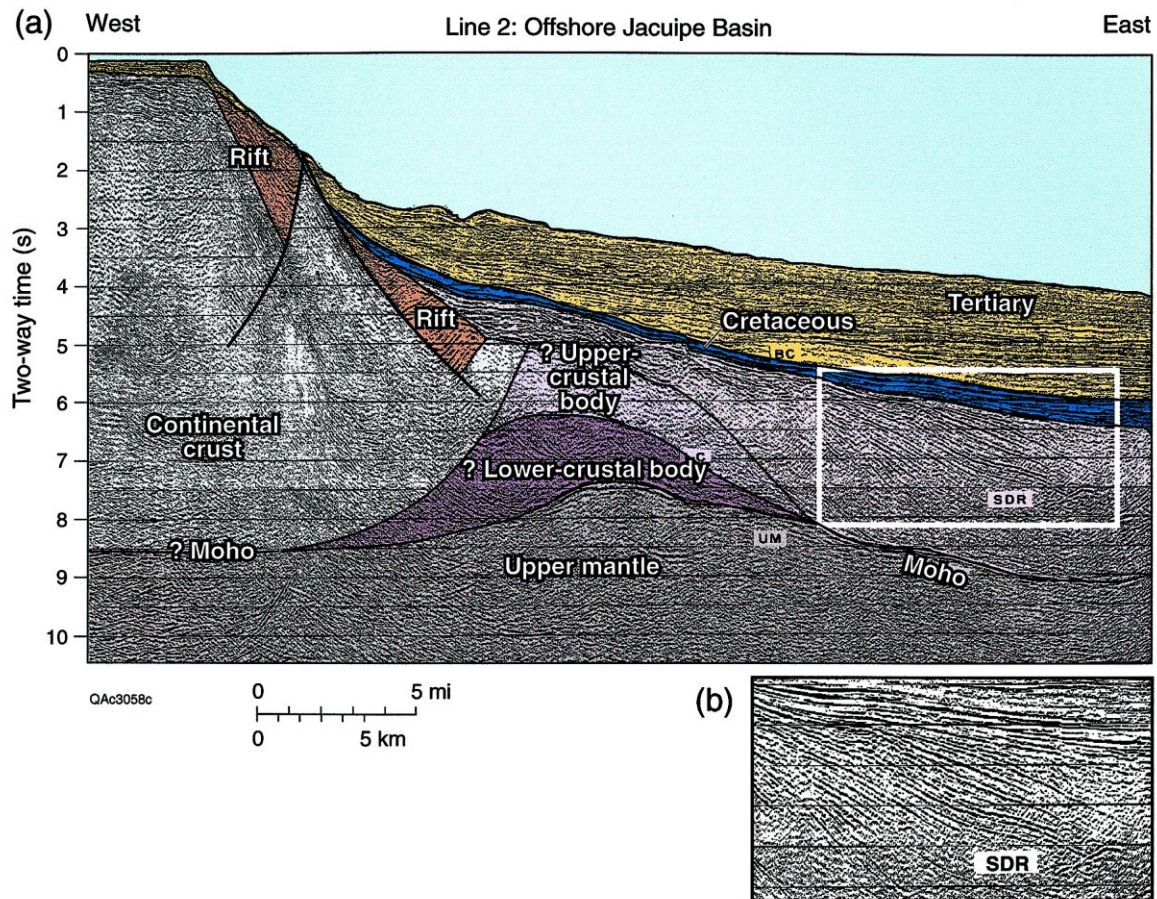 (a) West Line 2: Offshore Jacuipe Basin East
0
1
2
3
4
5
6
7
8
9
10
Two-way time (s)
Rift
Rift
Tertiary
Cretaceous
BC
? Upper-
crustal
body
Continental
crust
C
? Lower-crustal body
SDR
? Moho
UM
Upper mantle
Moho
QAc3058c
0 5 mi
0 5 km
(b)
SDR